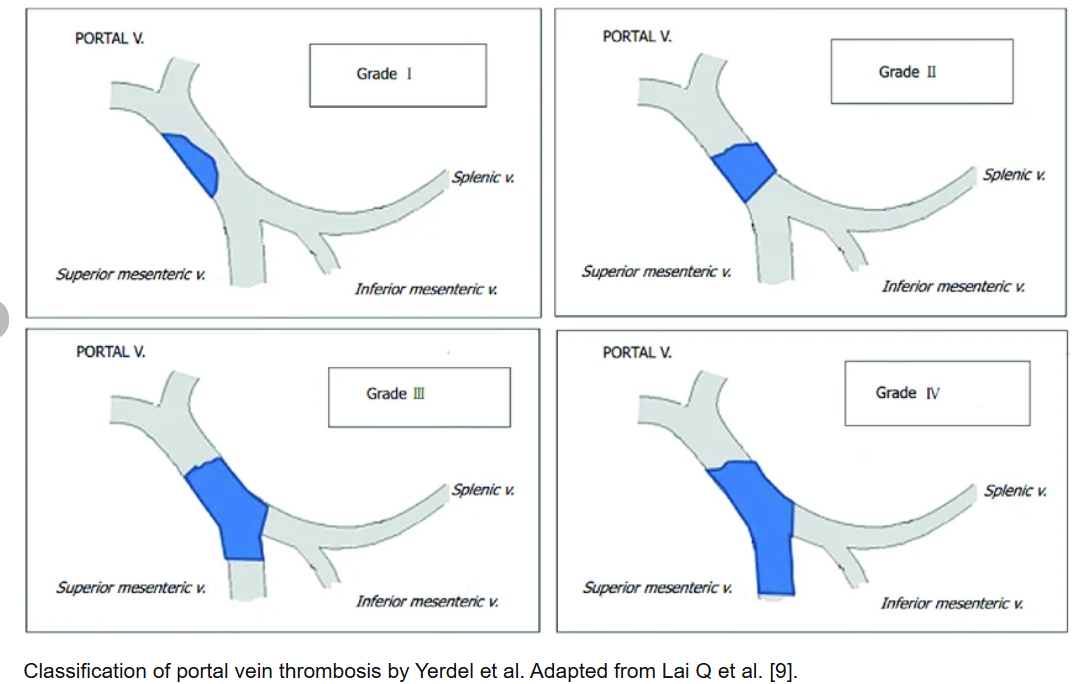 PORTAL V.
Grade I
Splenic v.
Superior mesenteric v.
Inferior mesenteric v.
PORTAL V.
Grade II
Splenic v.
Superior mesenteric v.
Inferior mesenteric v.
PORTAL V.
Grade III
Splenic v.
Superior mesenteric v.
Inferior mesenteric v.
PORTAL V.
Grade IV
Splenic v.
Superior mesenteric v.
Inferior mesenteric v.
Classification of portal vein thrombosis by Yerdel et al. Adapted from Lai Q et al. [9].